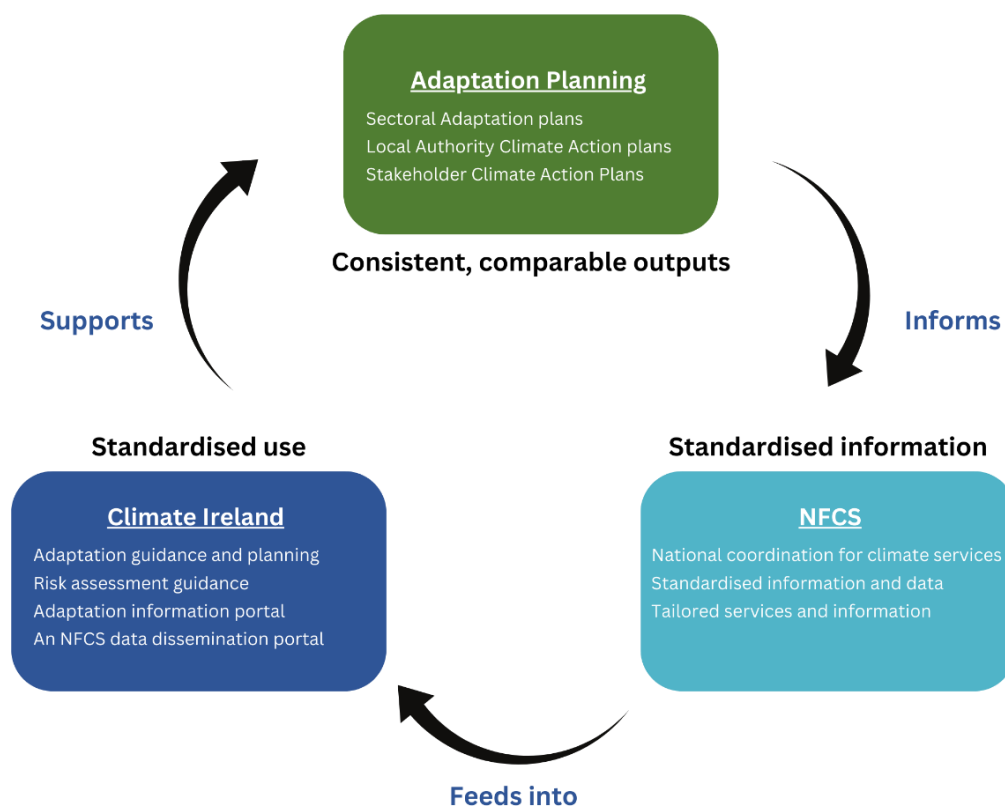 Adaptation Planning
Sectoral Adaptation plans
Local Authority Climate Action plans
Stakeholder Climate Action Plans
Consistent, comparable outputs
Supports
Informs
Standardised use
Climate Ireland
Adaptation guidance and planning
Risk assessment guidance
Adaptation information portal
An NFCS data dissemination portal
Standardised information
NFCS
National coordination for climate services
Standardised information and data
Tailored services and information
Feeds into